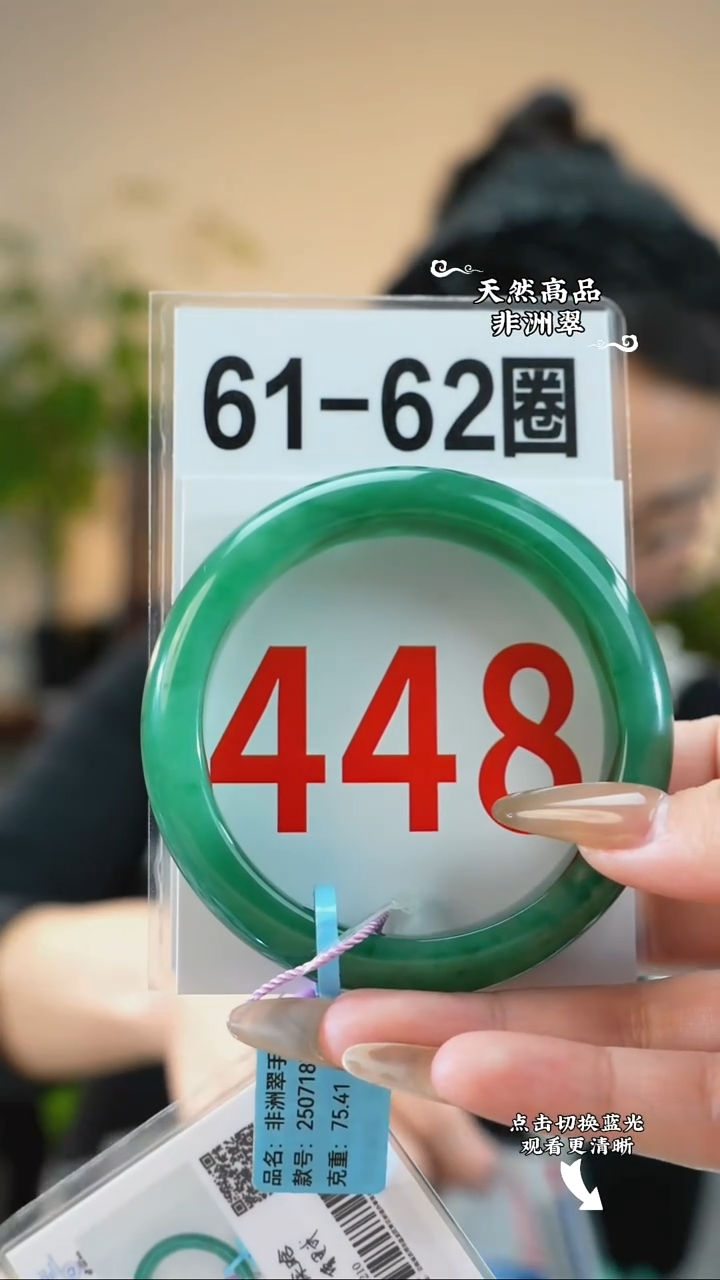 天然高品
非洲翠
61-62圈
448
品名：非洲翠手
款号：250718
克重：75.41
点击切换蓝光
观看更清晰